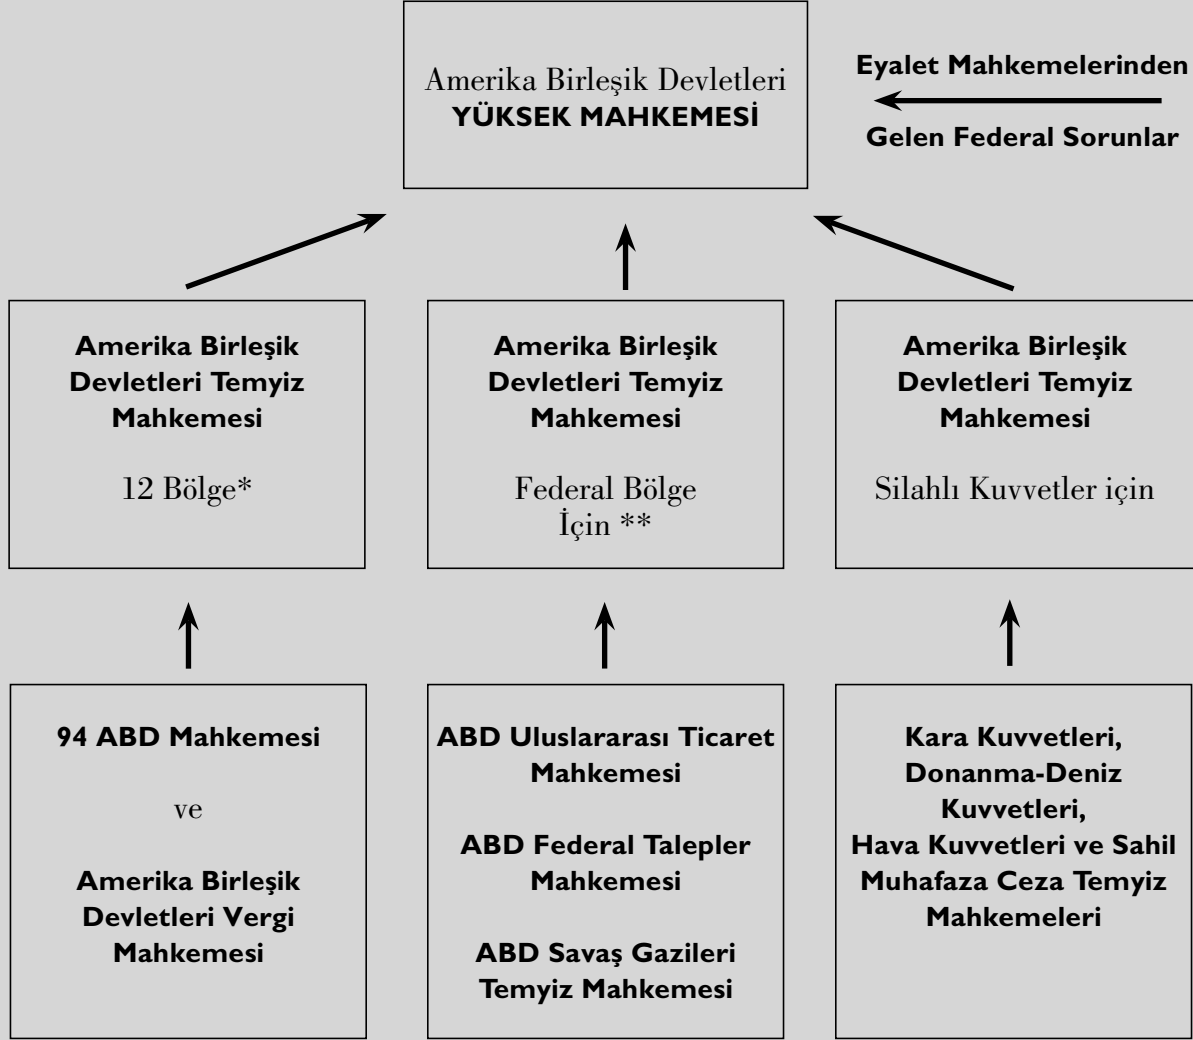 Amerika Birleşik Devletleri
YÜKSEK MAHKEMESİ
Eyalet Mahkemelerinden
Gelen Federal Sorunlar
Amerika Birleşik
Devletleri Temyiz
Mahkemesi
12 Bölge*
Amerika Birleşik
Devletleri Temyiz
Mahkemesi
Federal Bölge
İçin **
Amerika Birleşik
Devletleri Temyiz
Mahkemesi
Silahlı Kuvvetler için
94 ABD Mahkemesi
ve
Amerika Birleşik
Devletleri Vergi
Mahkemesi
ABD Uluslararası Ticaret
Mahkemesi
ABD Federal Talepler
Mahkemesi
ABD Savaş Gazileri
Temyiz Mahkemesi
Kara Kuvvetleri,
Donanma-Deniz
Kuvvetleri,
Hava Kuvvetleri ve Sahil
Muhafaza Ceza Temyiz
Mahkemeleri